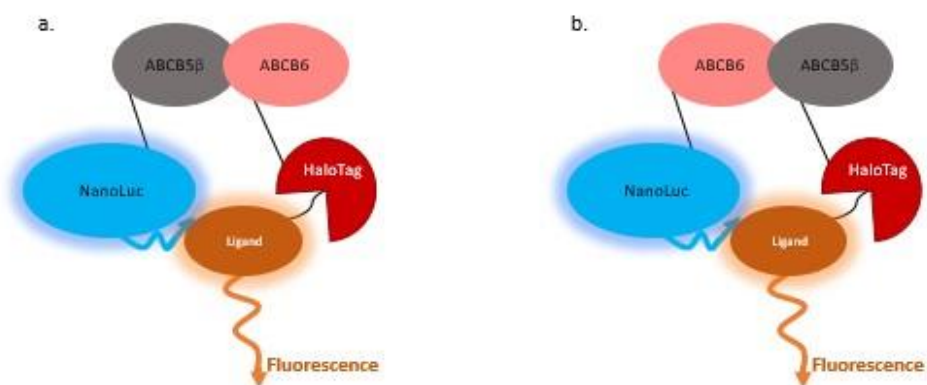 a.
ABCB5β ABCB6
HaloTag
NanoLuc
Ligand
Fluorescence
b.
ABCB6 ABCB5β
HaloTag
NanoLuc
Ligand
Fluorescence